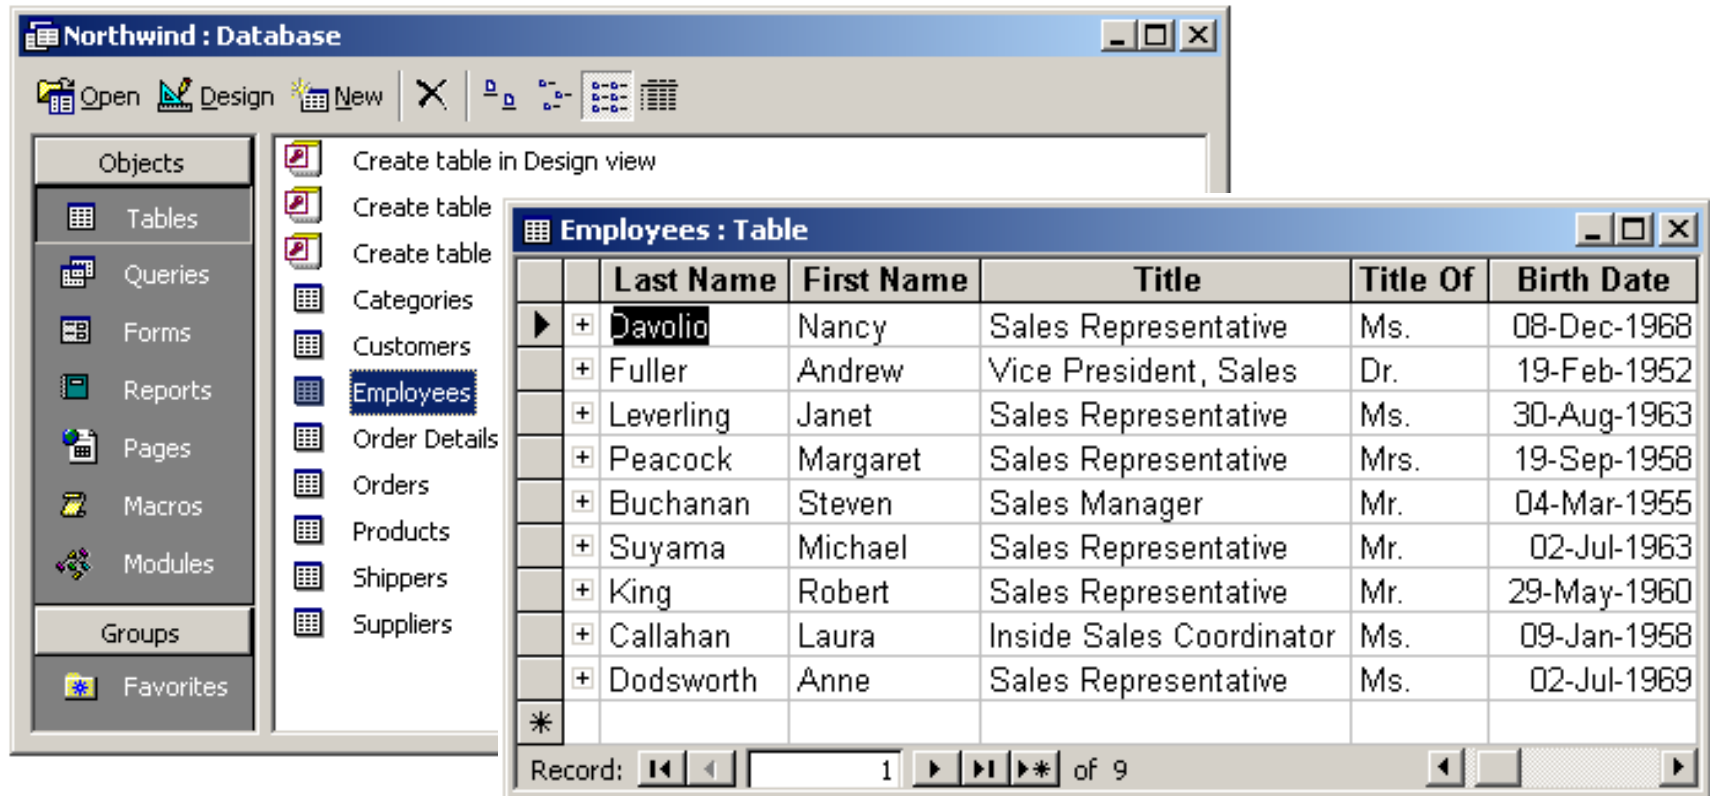 Northwind : Database
Open Design New
Objects
Tables
Queries
Forms
Reports
Pages
Macros
Modules
Groups
Favorites
Create table in Design view
Create table
Create table
Categories
Customers
Employees
Order Details
Orders
Products
Shippers
Suppliers
Employees : Table
Last Name First Name Title Title Of Birth Date
Davolio Nancy Sales Representative Ms. 08-Dec-1968
Fuller Andrew Vice President, Sales Dr. 19-Feb-1952
Leverling Janet Sales Representative Ms. 30-Aug-1963
Peacock Margaret Sales Representative Mrs. 19-Sep-1958
Buchanan Steven Sales Manager Mr. 04-Mar-1955
Suyama Michael Sales Representative Mr. 02-Jul-1963
King Robert Sales Representative Mr. 29-May-1960
Callahan Laura Inside Sales Coordinator Ms. 09-Jan-1958
Dodsworth Anne Sales Representative Ms. 02-Jul-1969
Record: 1 of 9